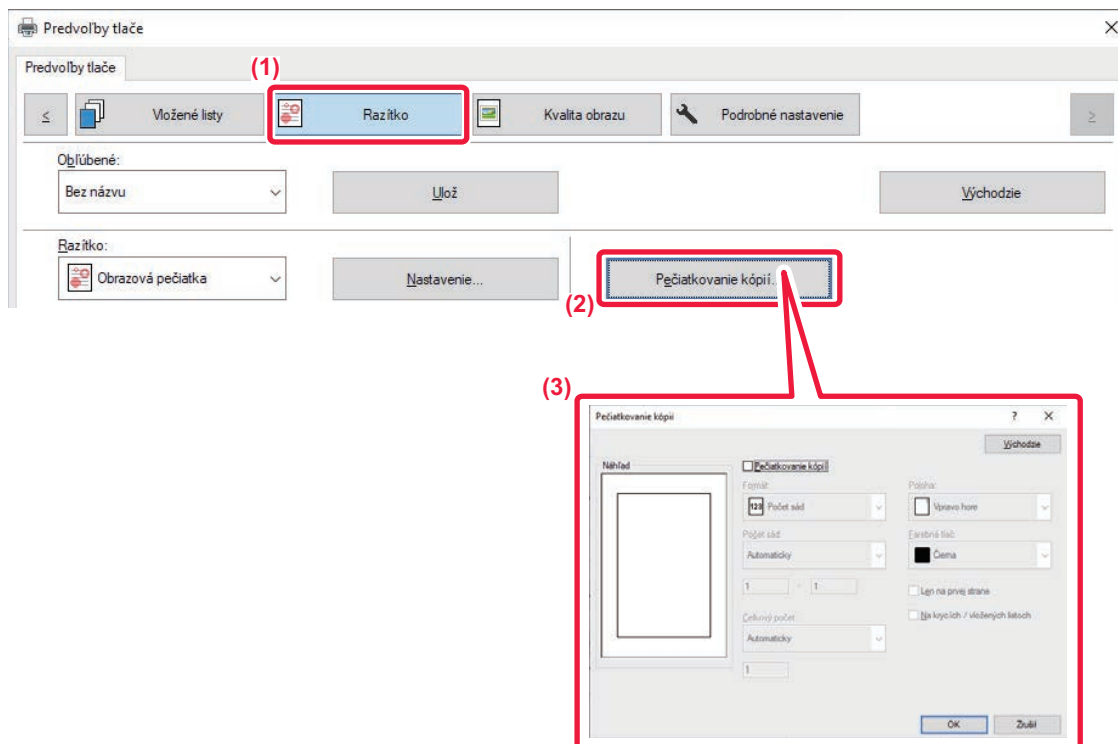 Predvoľby tlače
Predvoľby tlače
(1)
≤ Vložené listy Razítko Kvalita obrazu Podrobné nastavenie ≥
Obľúbené:
Bez názvu Ulož Východzie
Razítko:
Obrazová pečiatka Nastavenie... Pečiatkovanie kópií...
(2)
(3)
Pečiatkovanie kópií ?
Východzie
Náhľad Pečiatkovanie kópií
Formát: Poloha:
123 Počet sád Vpravo hore
Počet sád: Farebná tlač:
Automaticky Čierna
1 - 1 Len na prvej strane
Celkový počet: Na krycích / vložených listoch
Automaticky
1
OK Zrušiť